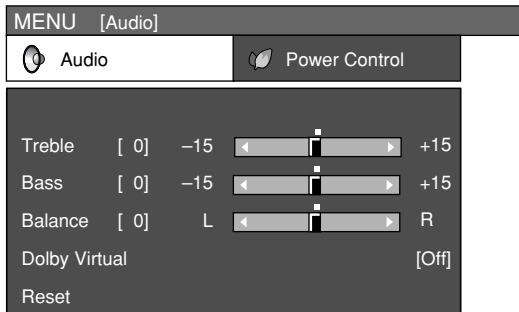 MENU [Audio]
Audio Power Control
Treble [ 0] –15 +15
Bass [ 0] –15 +15
Balance [ 0] L R
Dolby Virtual [Off]
Reset